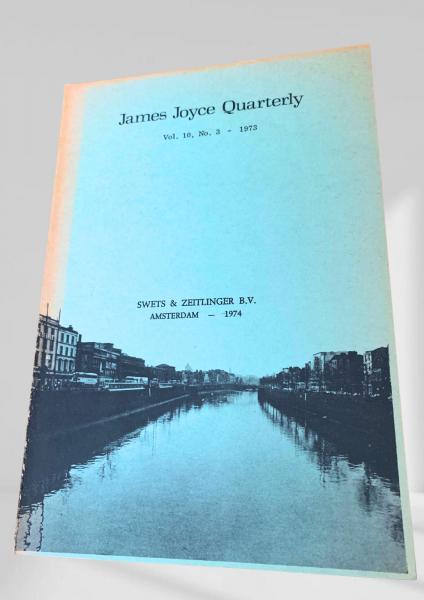 James Joyce Quarterly
Vol. 10, No. 3 - 1973
SWETS & ZEITLINGER B.V.
AMSTERDAM — 1974